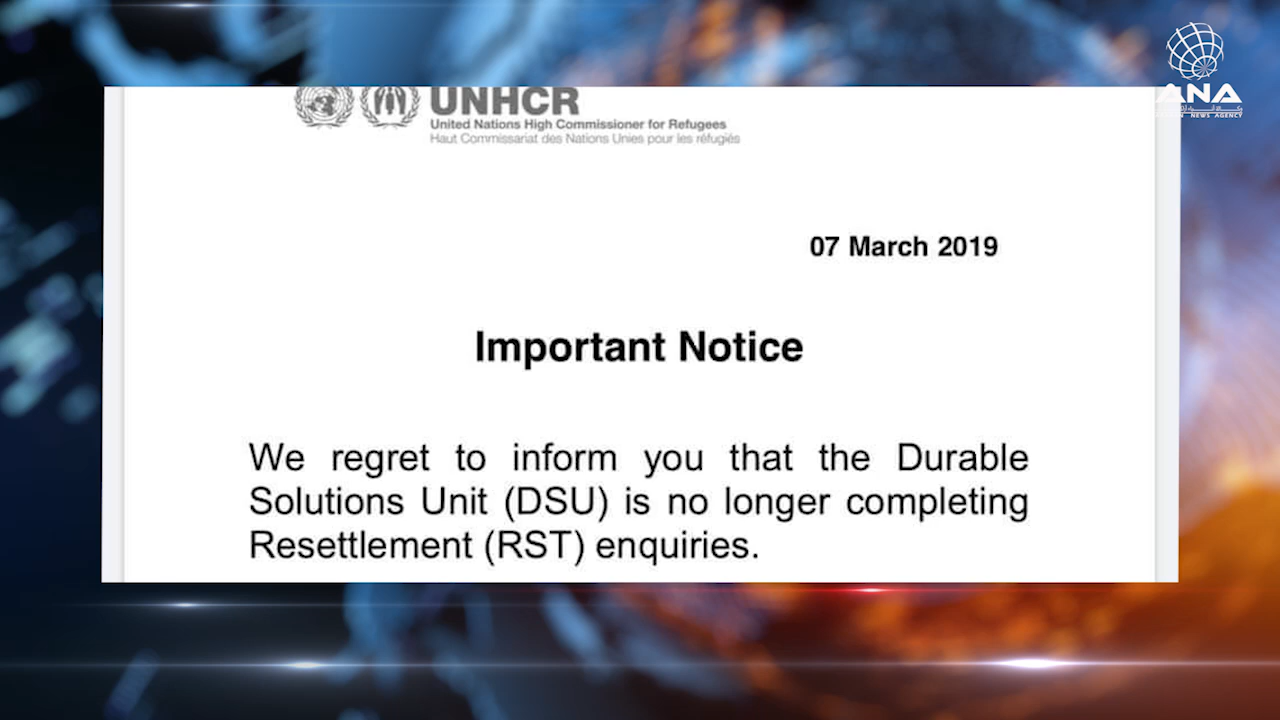 ANA
NEWS AGENCY
UNHCR
United Nations High Commissioner for Refugees
Haut Commissariat des Nations Unies pour les réfugiés
07 March 2019
Important Notice
We regret to inform you that the Durable
Solutions Unit (DSU) is no longer completing
Resettlement (RST) enquiries.